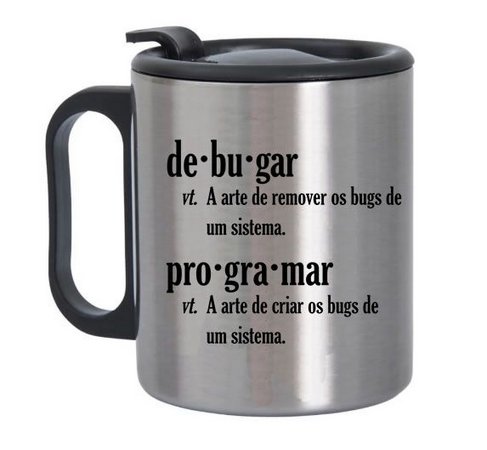 de•bu•gar
vt. A arte de remover os bugs de
um sistema.
pro•gra•mar
vt. A arte de criar os bugs de
um sistema.